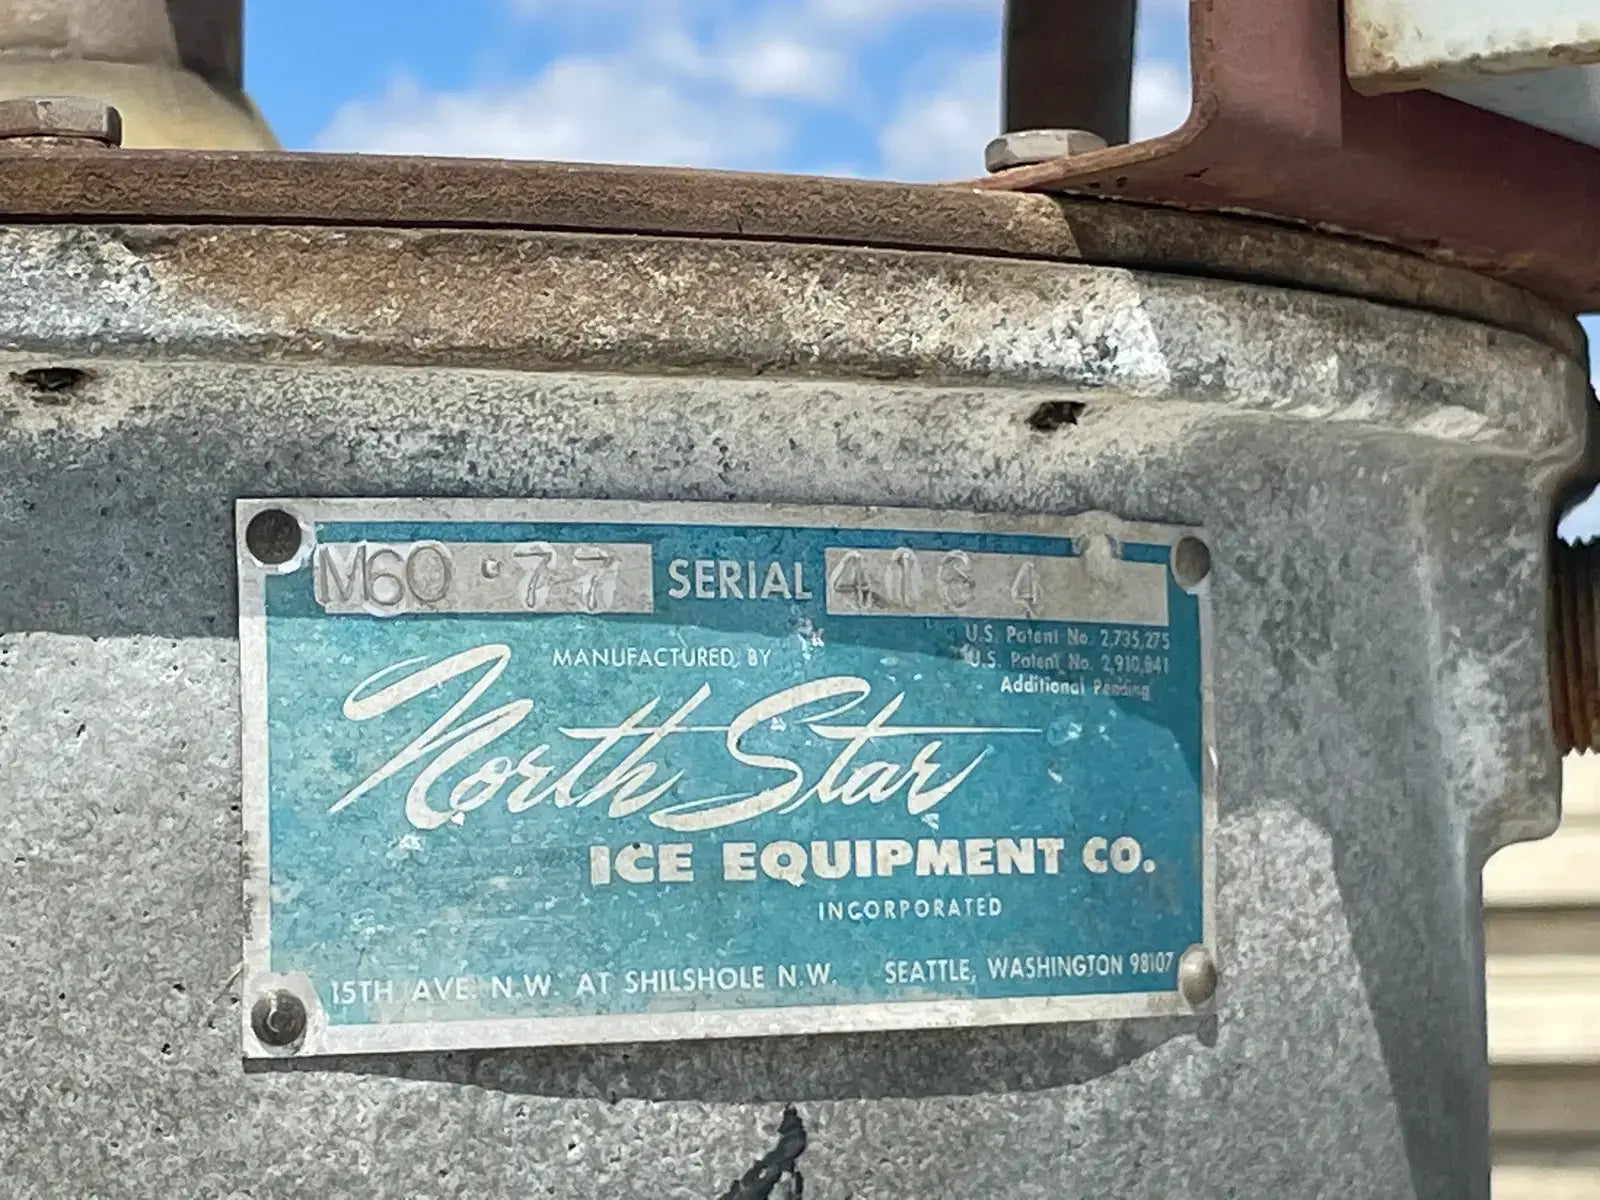 M60 · 77 SERIAL 4164
U.S. Patent No. 2,735,275
U.S. Patent No. 2,910,841
Additional Pending
MANUFACTURED BY
North Star
ICE EQUIPMENT CO.
INCORPORATED
15TH AVE. N.W. AT SHILSHOLE N.W. SEATTLE, WASHINGTON 98107